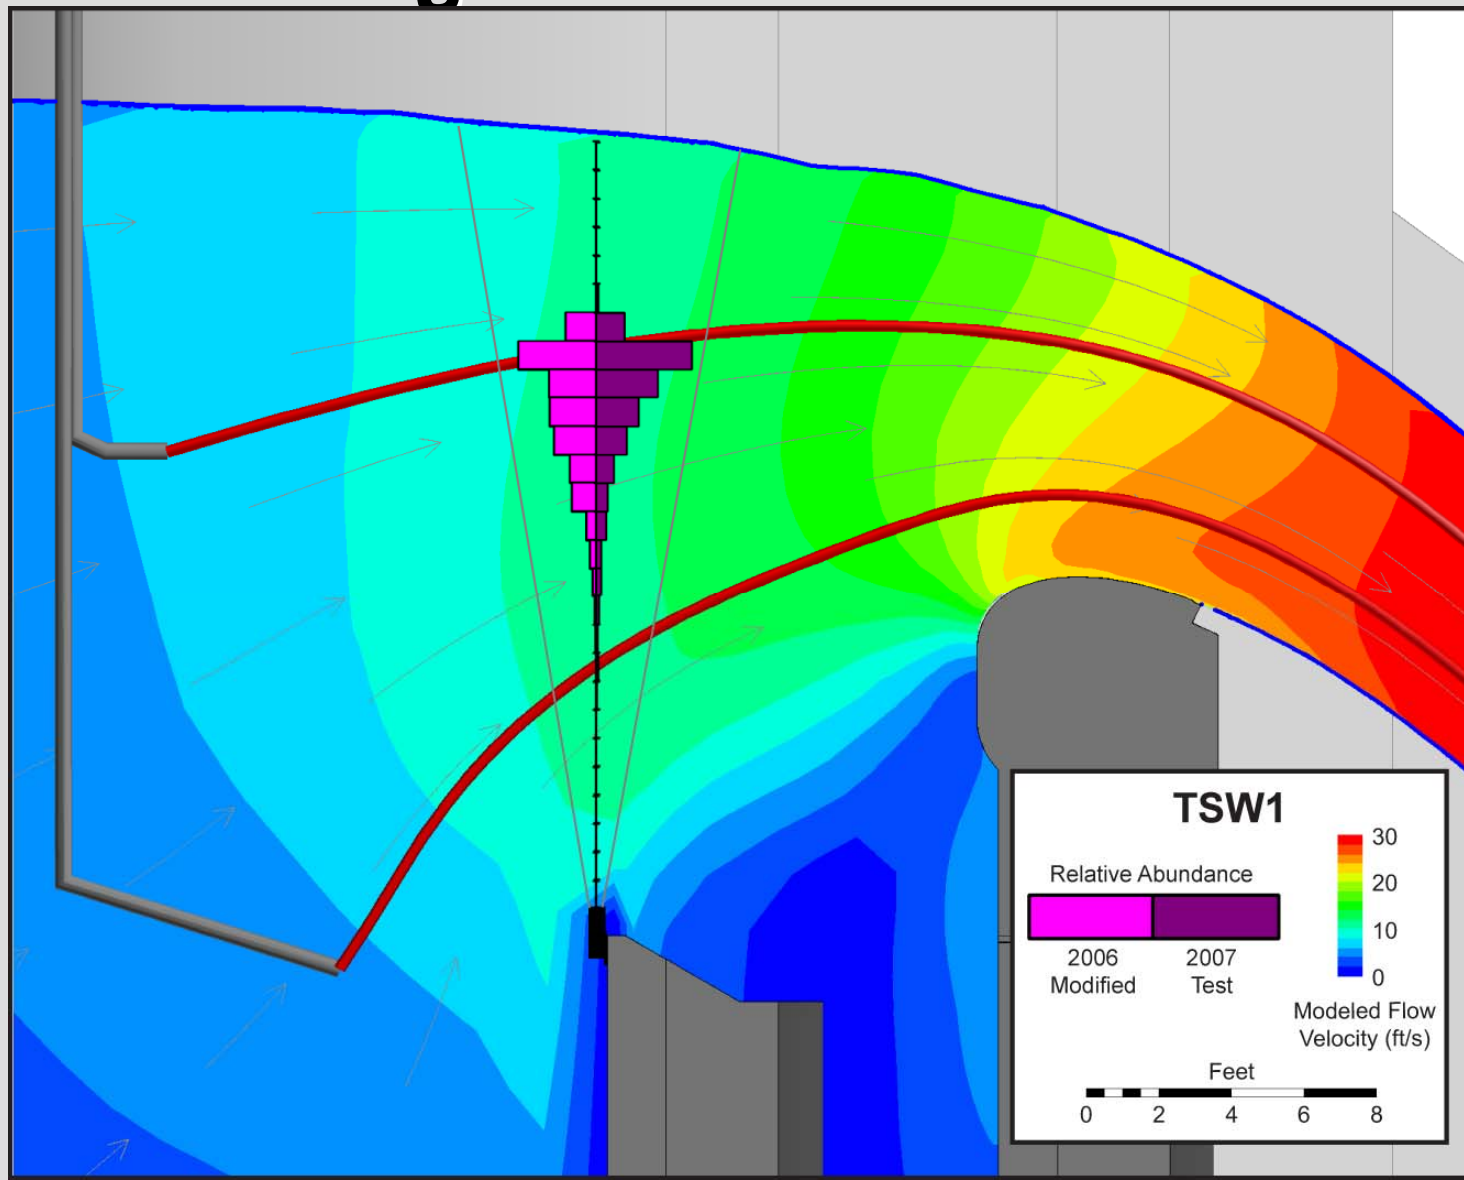 TSW1
Relative Abundance
2006 2007
Modified Test
30
20
10
0
Modeled Flow
Velocity (ft/s)
Feet
0 2 4 6 8